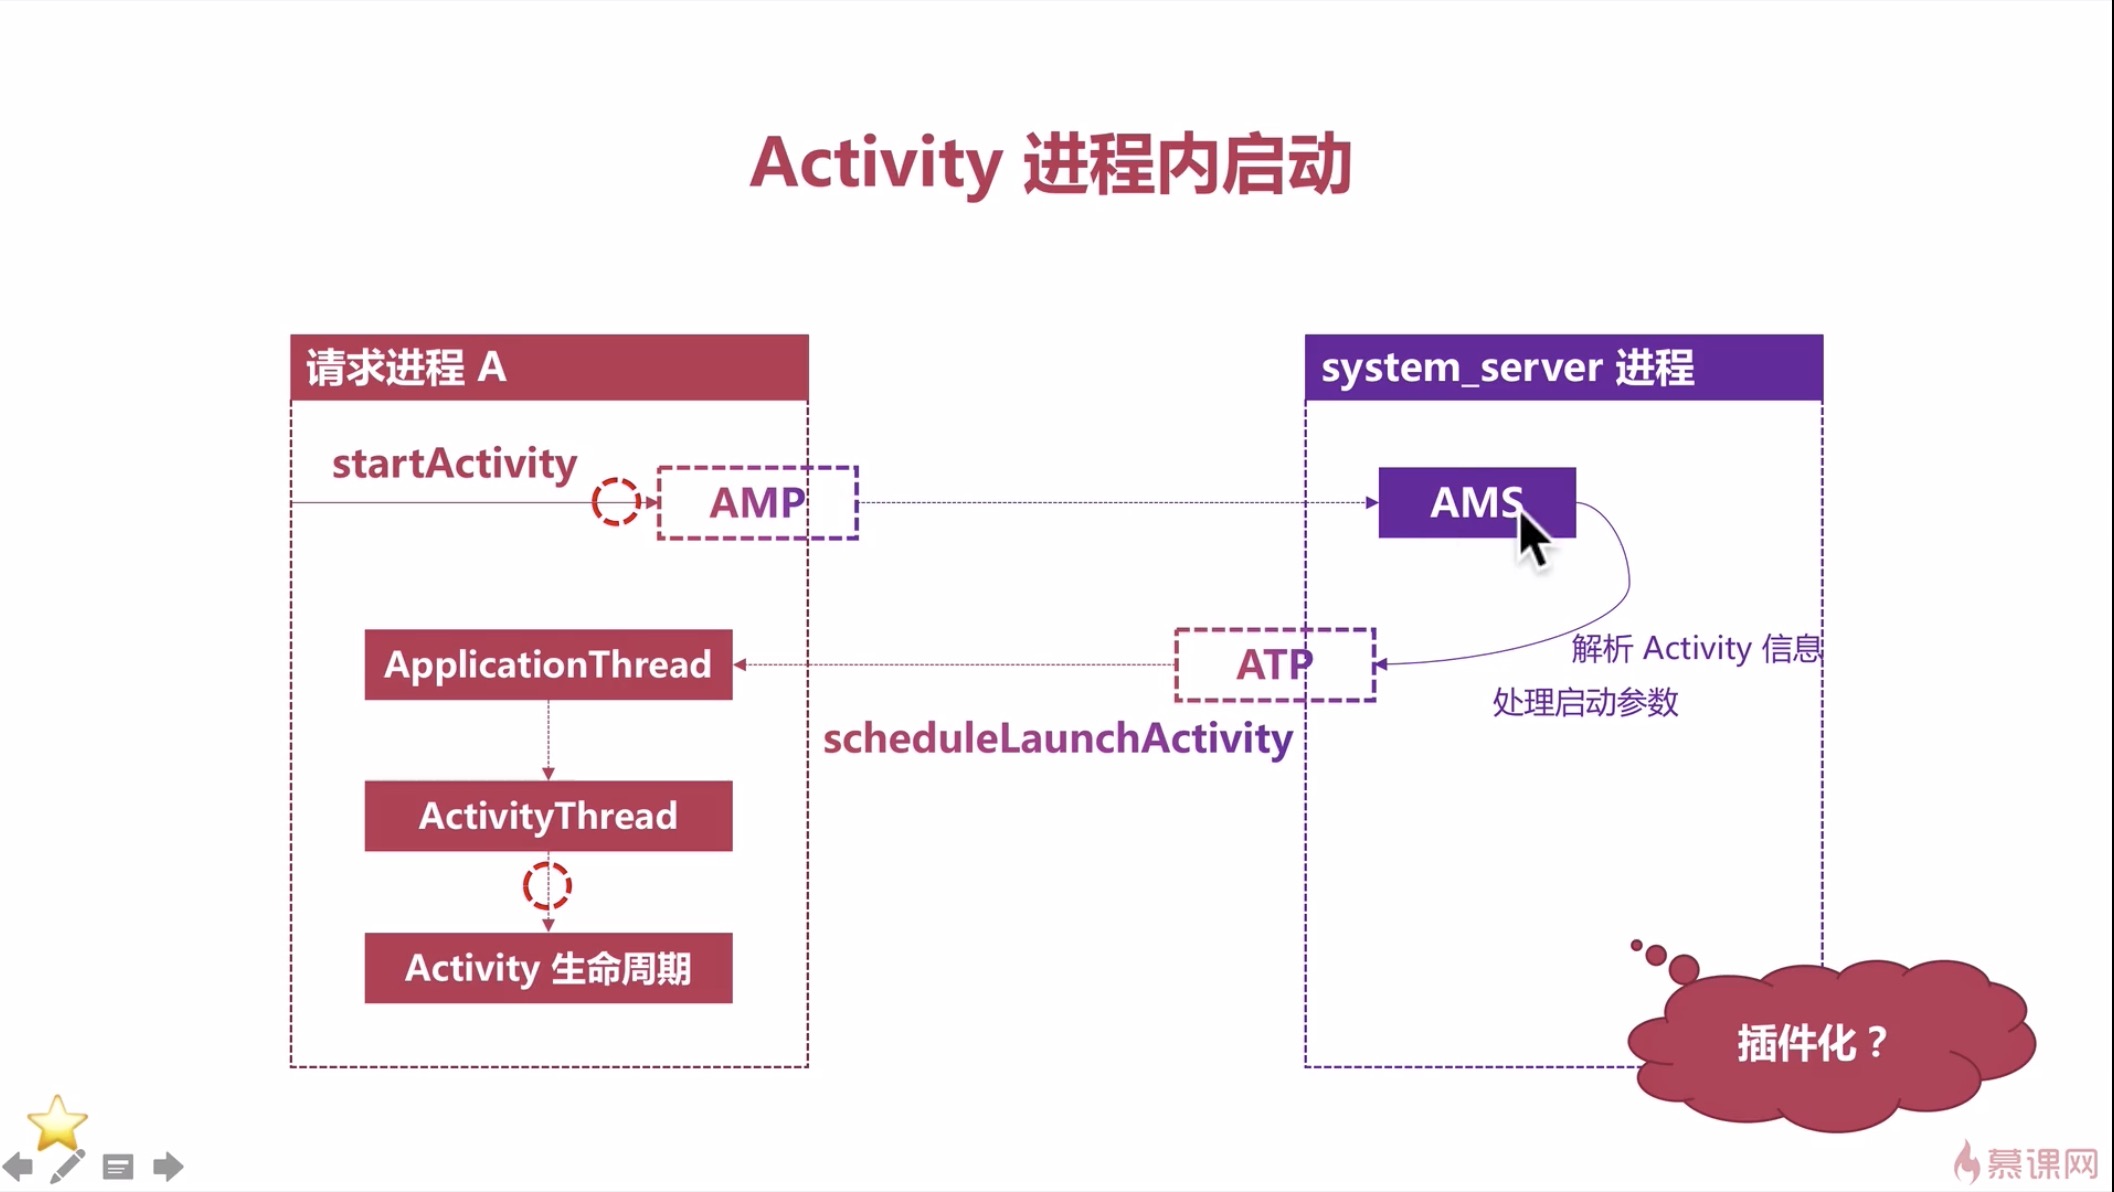 Activity 进程内启动
请求进程 A
system_server 进程
startActivity
AMP
AMS
ApplicationThread
ATP
解析 Activity 信息
处理启动参数
scheduleLaunchActivity
ActivityThread
Activity 生命周期
插件化？
慕课网